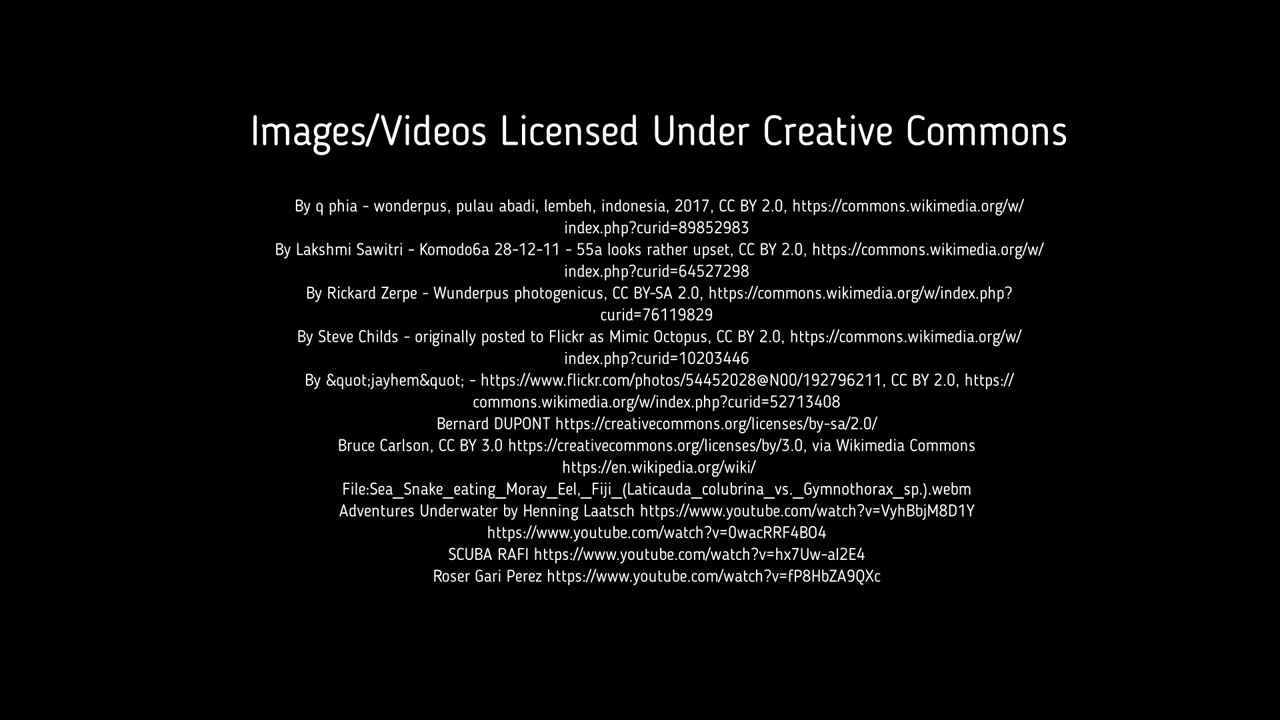 Images/Videos Licensed Under Creative Commons
By q phia - wonderpus, pulau abadi, lembeh, indonesia, 2017, CC BY 2.0, https://commons.wikimedia.org/w/
index.php?curid=89852983
By Lakshmi Sawitri - Komodo6a 28-12-11 - 55a looks rather upset, CC BY 2.0, https://commons.wikimedia.org/w/
index.php?curid=64527298
By Rickard Zerpe - Wunderpus photogenicus, CC BY-SA 2.0, https://commons.wikimedia.org/w/index.php?
curid=76119829
By Steve Childs - originally posted to Flickr as Mimic Octopus, CC BY 2.0, https://commons.wikimedia.org/w/
index.php?curid=10203446
By &quot;jayhem&quot; - https://www.flickr.com/photos/54452028@N00/192796211, CC BY 2.0, https://
commons.wikimedia.org/w/index.php?curid=52713408
Bernard DUPONT https://creativecommons.org/licenses/by-sa/2.0/
Bruce Carlson, CC BY 3.0 https://creativecommons.org/licenses/by/3.0, via Wikimedia Commons
https://en.wikipedia.org/wiki/
File:Sea_Snake_eating_Moray_Eel,_Fiji_(Laticauda_colubrina_vs._Gymnothorax_sp.).webm
Adventures Underwater by Henning Laatsch https://www.youtube.com/watch?v=VyhBbjM8D1Y
https://www.youtube.com/watch?v=0wacRRF4BO4
SCUBA RAFI https://www.youtube.com/watch?v=hx7Uw-aI2E4
Roser Gari Perez https://www.youtube.com/watch?v=fP8HbZA9QXc